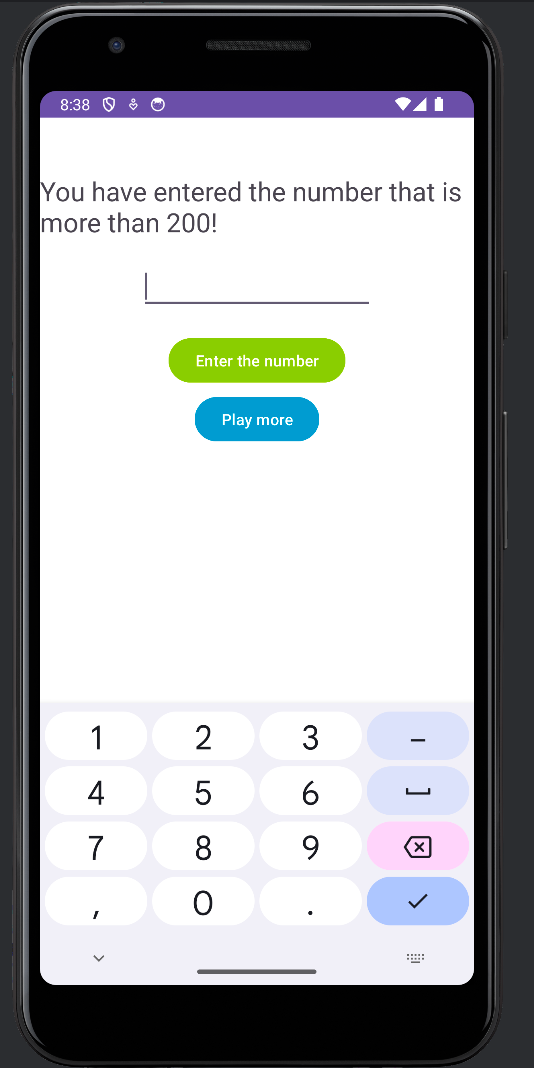 8:38
You have entered the number that is
more than 200!
Enter the number
Play more
1 2 3 –
4 5 6
7 8 9
, 0 .